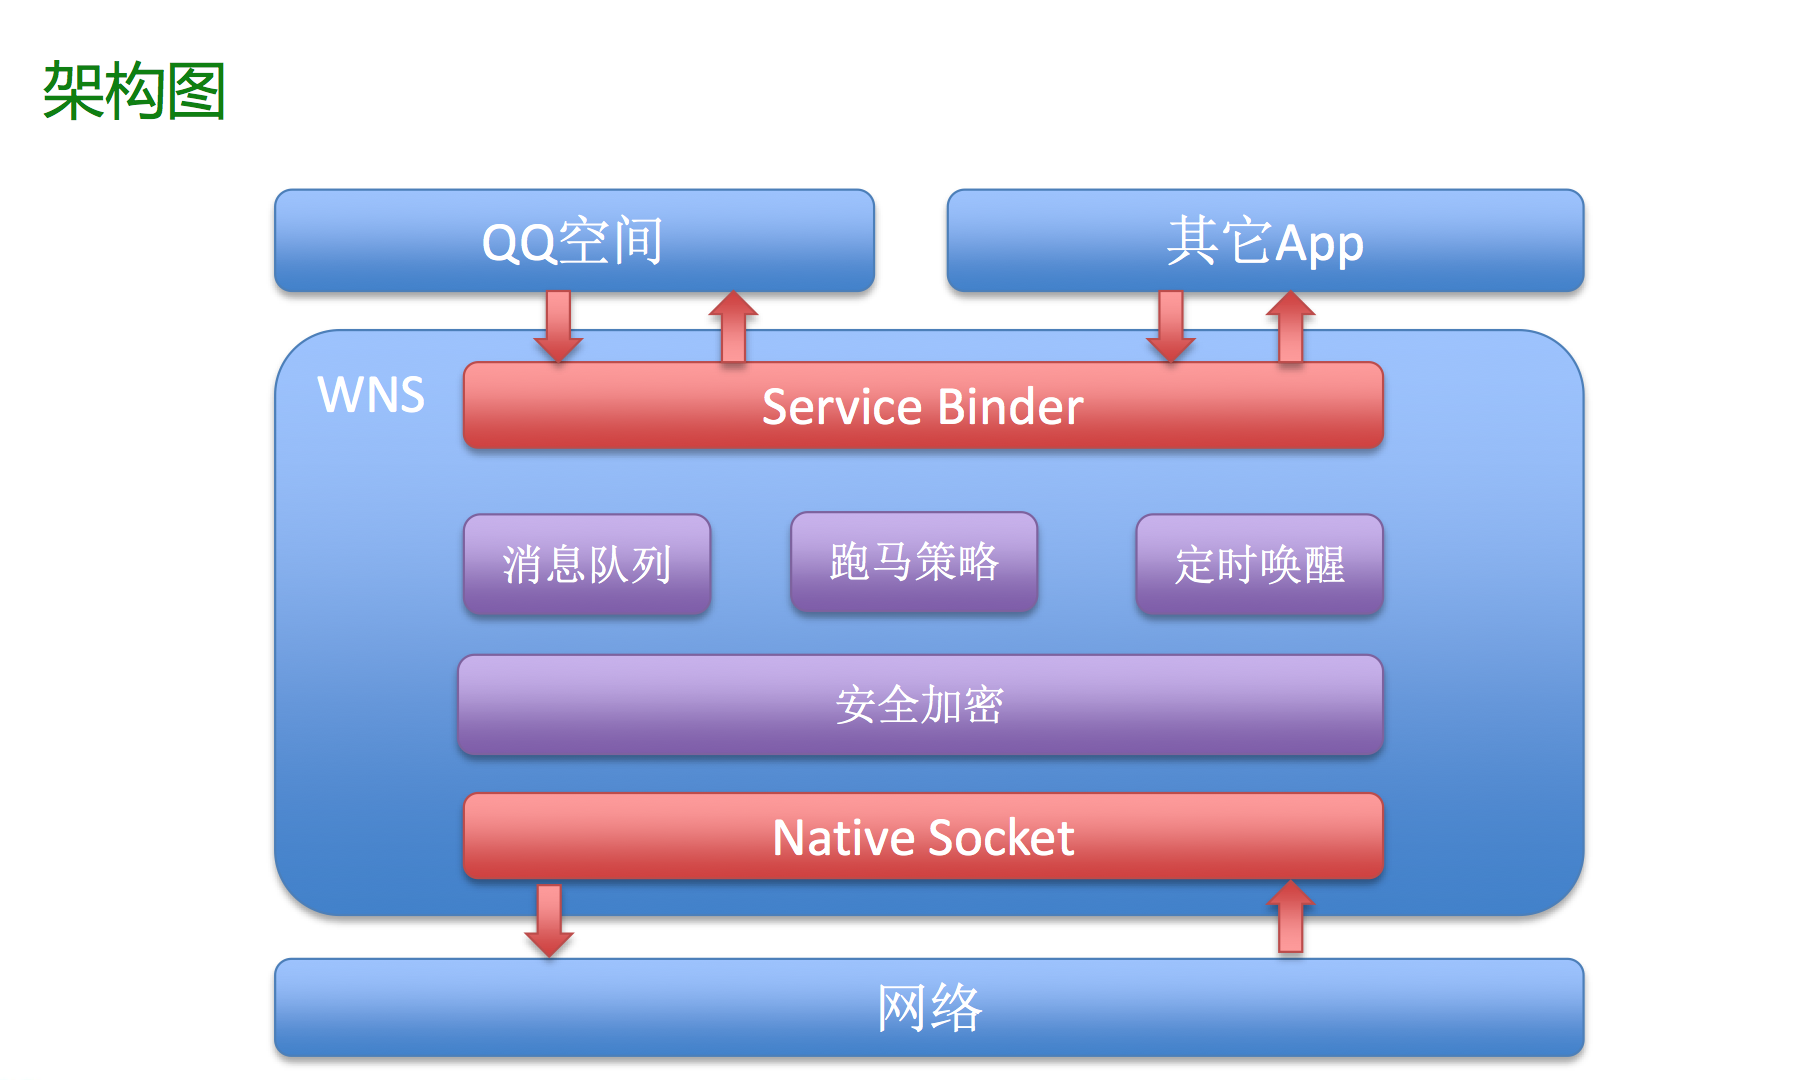 架构图
QQ空间
其它App
WNS
Service Binder
消息队列
跑马策略
定时唤醒
安全加密
Native Socket
网络